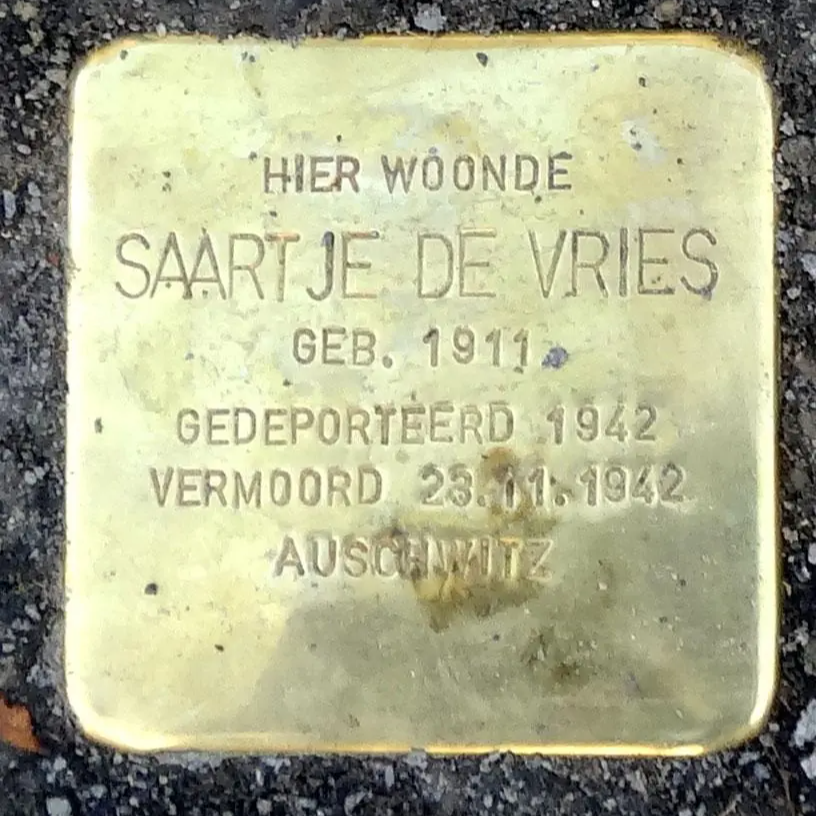 HIER WOONDE
SAARTJE DE VRIES
GEB. 1911
GEDEPORTEERD 1942
VERMOORD 23.11.1942
AUSCHWITZ